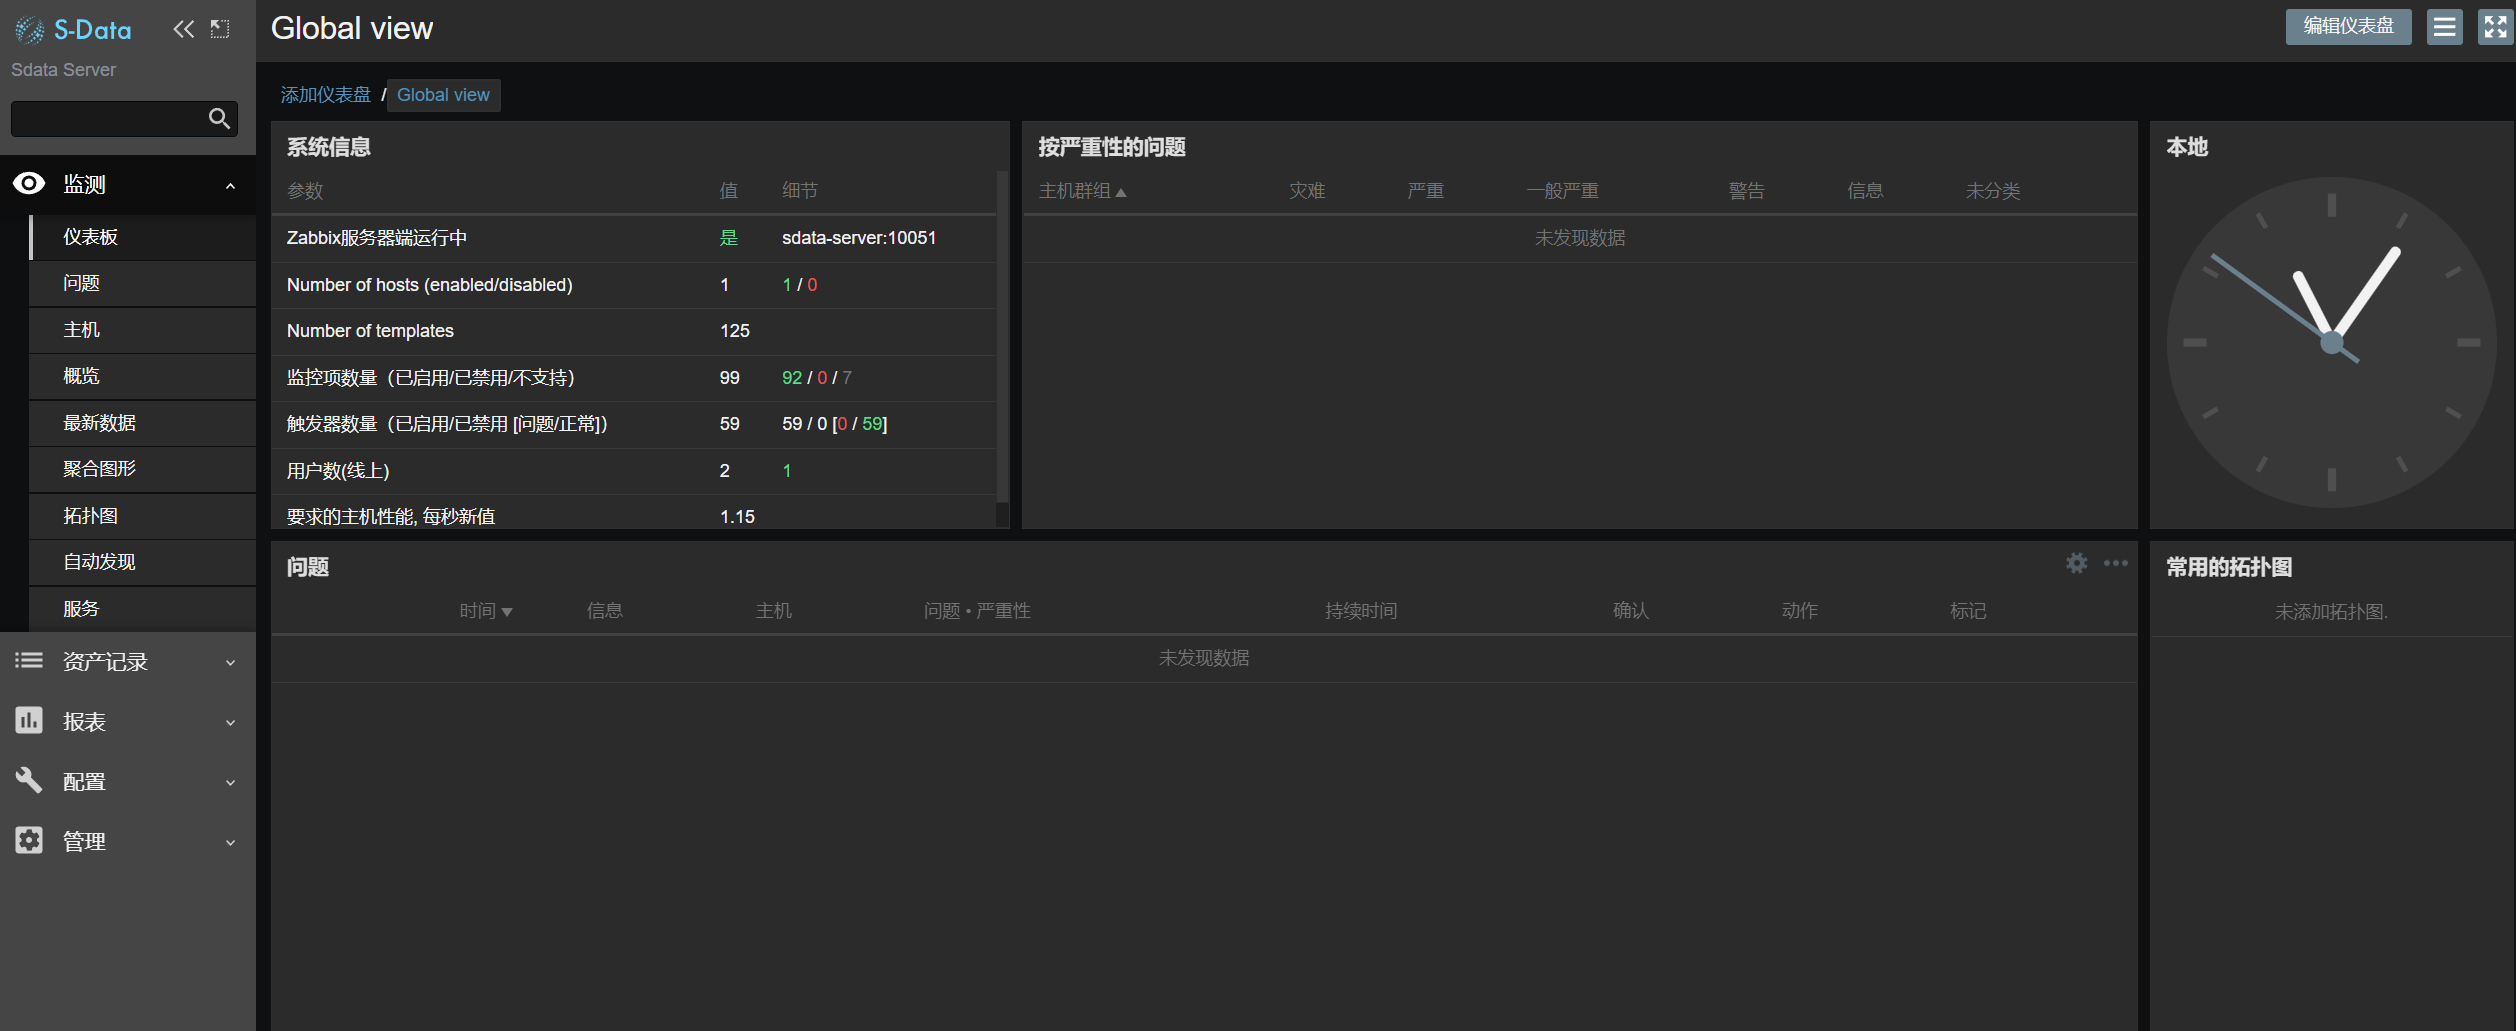 S-Data
Sdata Server
监测
仪表板
问题
主机
概览
最新数据
聚合图形
拓扑图
自动发现
服务
资产记录
报表
配置
管理
Global view
编辑仪表盘
添加仪表盘 / Global view
系统信息
参数 值 细节
Zabbix服务器端运行中 是 sdata-server:10051
Number of hosts (enabled/disabled) 1 1 / 0
Number of templates 125
监控项数量（已启用/已禁用/不支持） 99 92 / 0 / 7
触发器数量（已启用/已禁用 [问题/正常]） 59 59 / 0 [0 / 59]
用户数(线上) 2 1
要求的主机性能, 每秒新值 1.15
按严重性的问题
主机群组 灾难 严重 一般严重 警告 信息 未分类
未发现数据
本地
问题
时间 信息 主机 问题 • 严重性 持续时间 确认 动作 标记
未发现数据
常用的拓扑图
未添加拓扑图.